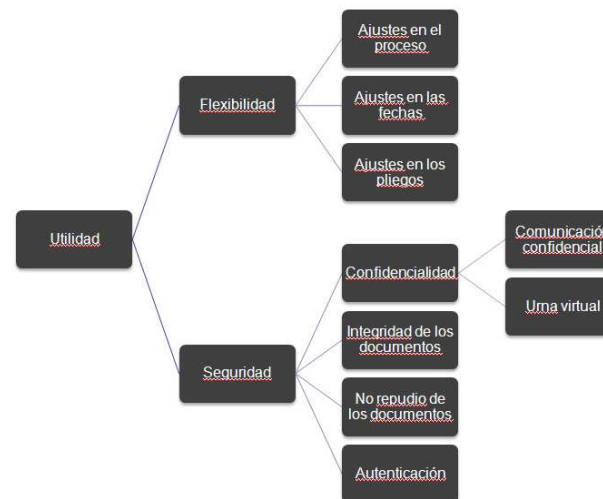 Ajustes en el
proceso
Flexibilidad
Ajustes en las
fechas
Ajustes en los
pliegos
Utilidad
Comunicación
confidencial
Confidencialidad
Urna virtual
Integridad de los
documentos
Seguridad
No repudio de
los documentos
Autenticación